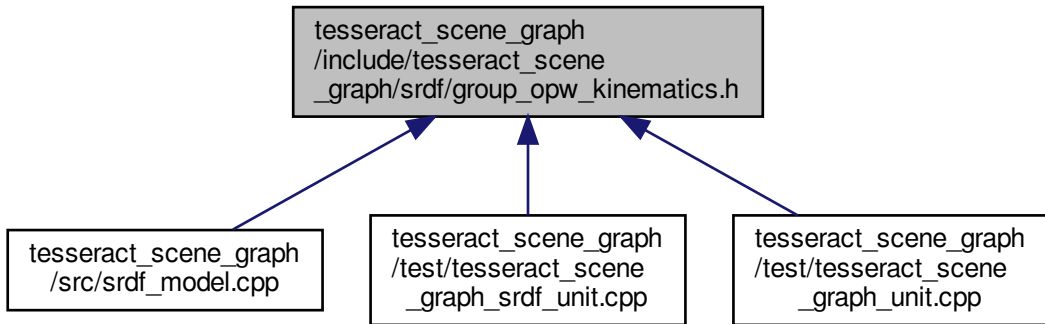 tesseract_scene_graph
/include/tesseract_scene
_graph/srdf/group_opw_kinematics.h
tesseract_scene_graph
/src/srdf_model.cpp
tesseract_scene_graph
/test/tesseract_scene
_graph_srdf_unit.cpp
tesseract_scene_graph
/test/tesseract_scene
_graph_unit.cpp